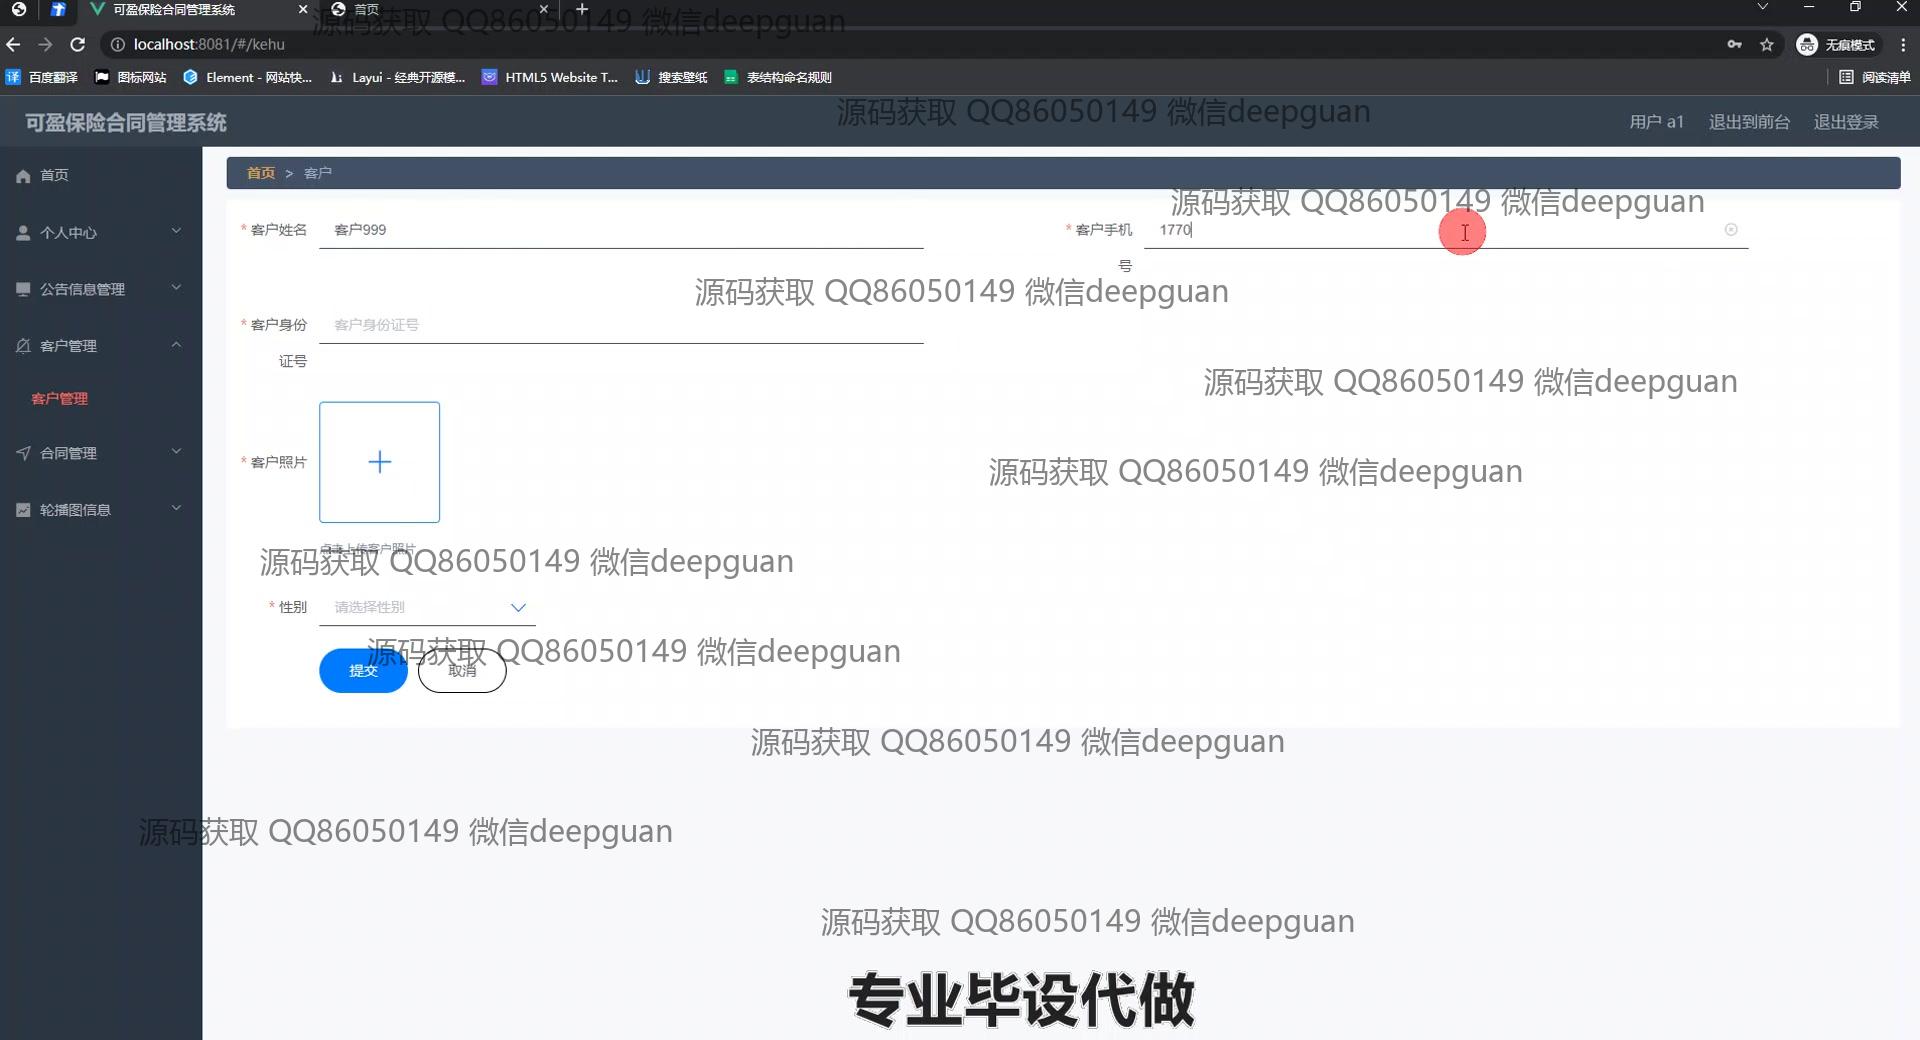 可盈保险合同管理系统
首页
源码获取 QQ86050149 微信deepguan
localhost:8081/#/kehu
无痕模式
百度翻译
图标网站
Element - 网站快...
Layui - 经典开源模...
HTML5 Website T...
搜索壁纸
表结构命名规则
阅读清单
源码获取 QQ86050149 微信deepguan
可盈保险合同管理系统
用户 a1
退出到前台
退出登录
首页
个人中心
公告信息管理
客户管理
客户管理
合同管理
轮播图信息
首页 > 客户
源码获取 QQ86050149 微信deepguan
* 客户姓名
客户999
* 客户手机
号
1770
源码获取 QQ86050149 微信deepguan
* 客户身份
证号
客户身份证号
源码获取 QQ86050149 微信deepguan
* 客户照片
源码获取 QQ86050149 微信deepguan
点击上传客户照片
源码获取 QQ86050149 微信deepguan
* 性别
请选择性别
源码获取 QQ86050149 微信deepguan
提交
取消
源码获取 QQ86050149 微信deepguan
源码获取 QQ86050149 微信deepguan
源码获取 QQ86050149 微信deepguan
专业毕设代做